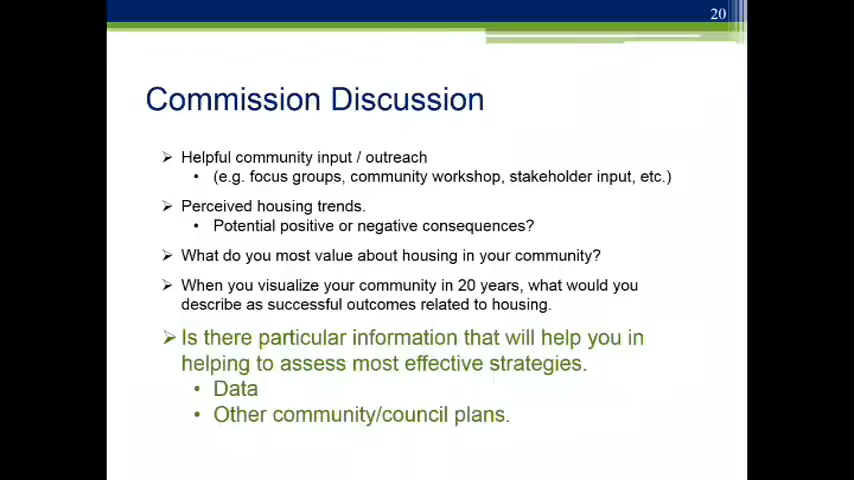 20
Commission Discussion
➢ Helpful community input / outreach
• (e.g. focus groups, community workshop, stakeholder input, etc.)
➢ Perceived housing trends.
• Potential positive or negative consequences?
➢ What do you most value about housing in your community?
➢ When you visualize your community in 20 years, what would you
describe as successful outcomes related to housing.
➢ Is there particular information that will help you in
helping to assess most effective strategies.
• Data
• Other community/council plans.